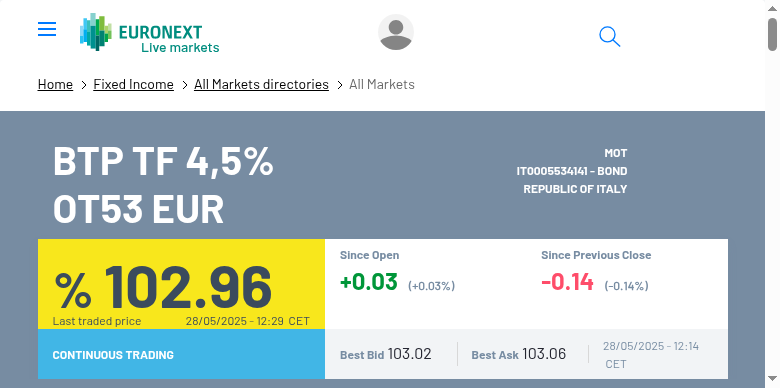 EURONEXT
Live markets
Home > Fixed Income > All Markets directories > All Markets
BTP TF 4,5%
OT53 EUR
MOT
IT0005534141 - BOND
REPUBLIC OF ITALY
% 102.96
Last traded price 28/05/2025 - 12:29 CET
Since Open
+0.03 (+0.03%)
Since Previous Close
-0.14 (-0.14%)
CONTINUOUS TRADING
Best Bid 103.02
Best Ask 103.06
28/05/2025 - 12:14
CET